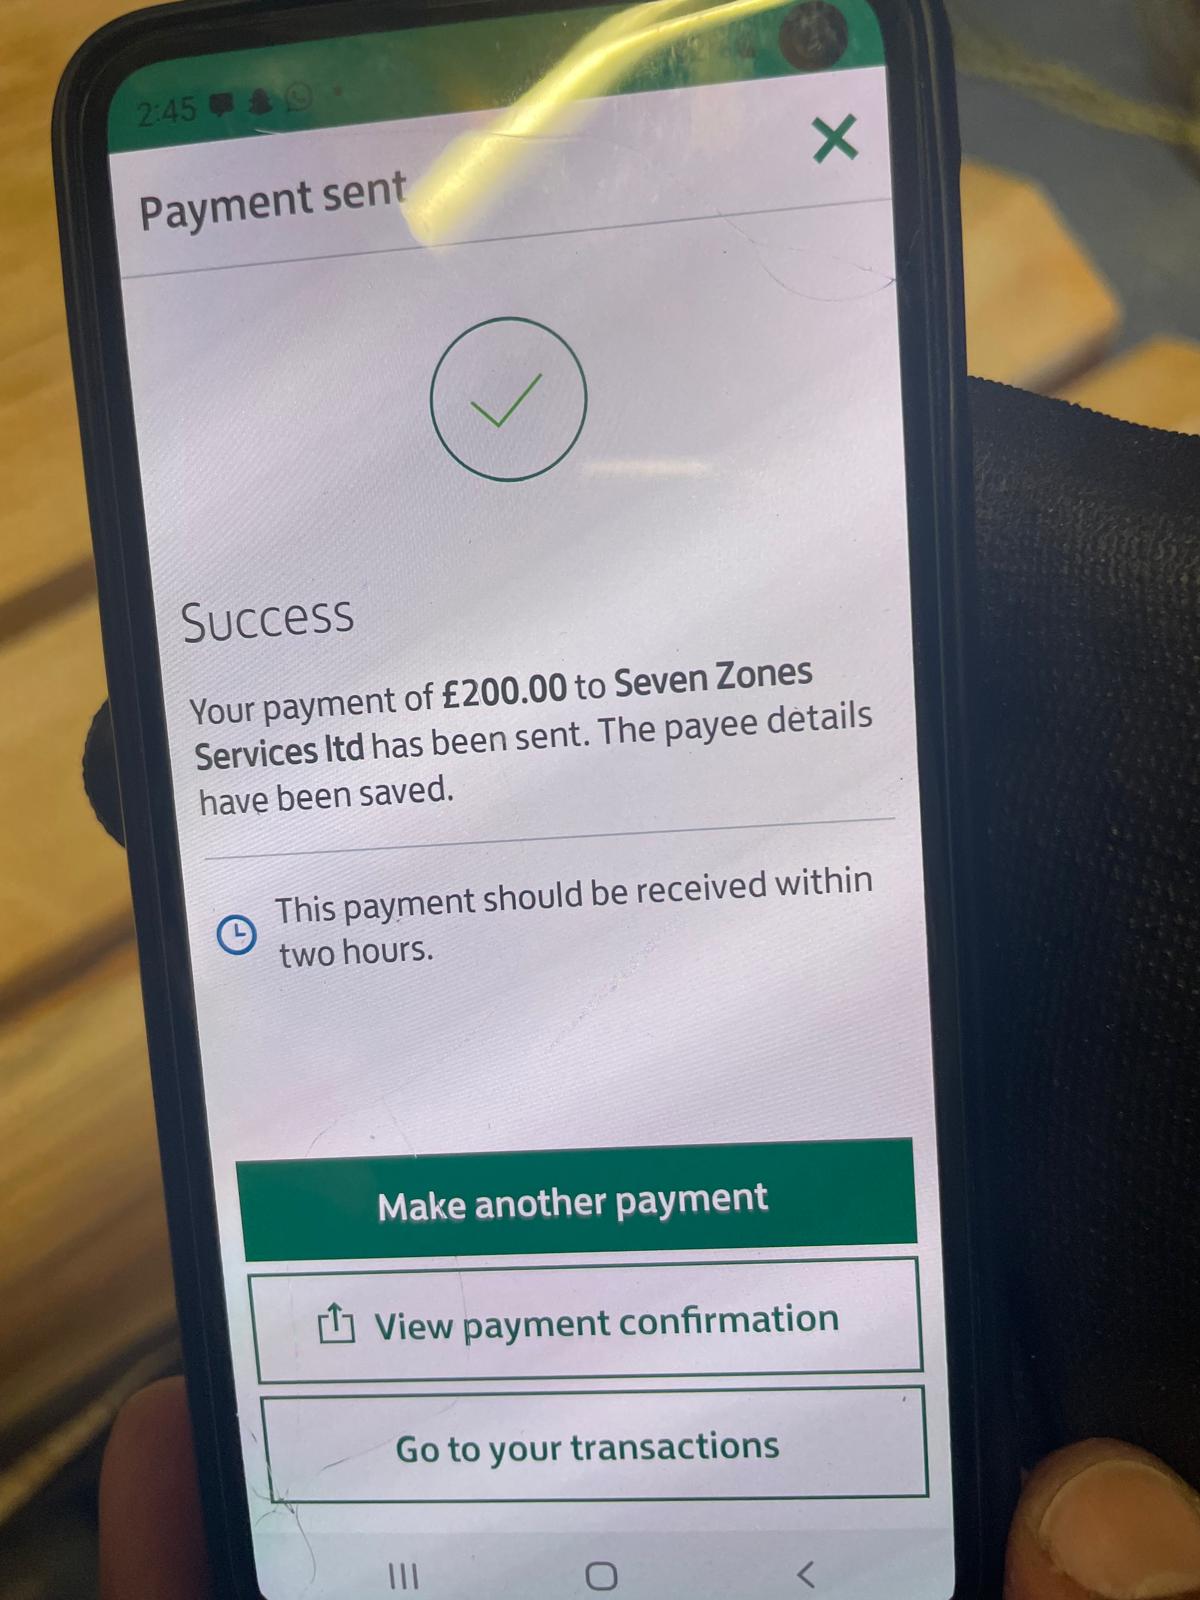 2:45
Payment sent
Success
Your payment of £200.00 to Seven Zones
Services ltd has been sent. The payee details
have been saved.
This payment should be received within
two hours.
Make another payment
View payment confirmation
Go to your transactions